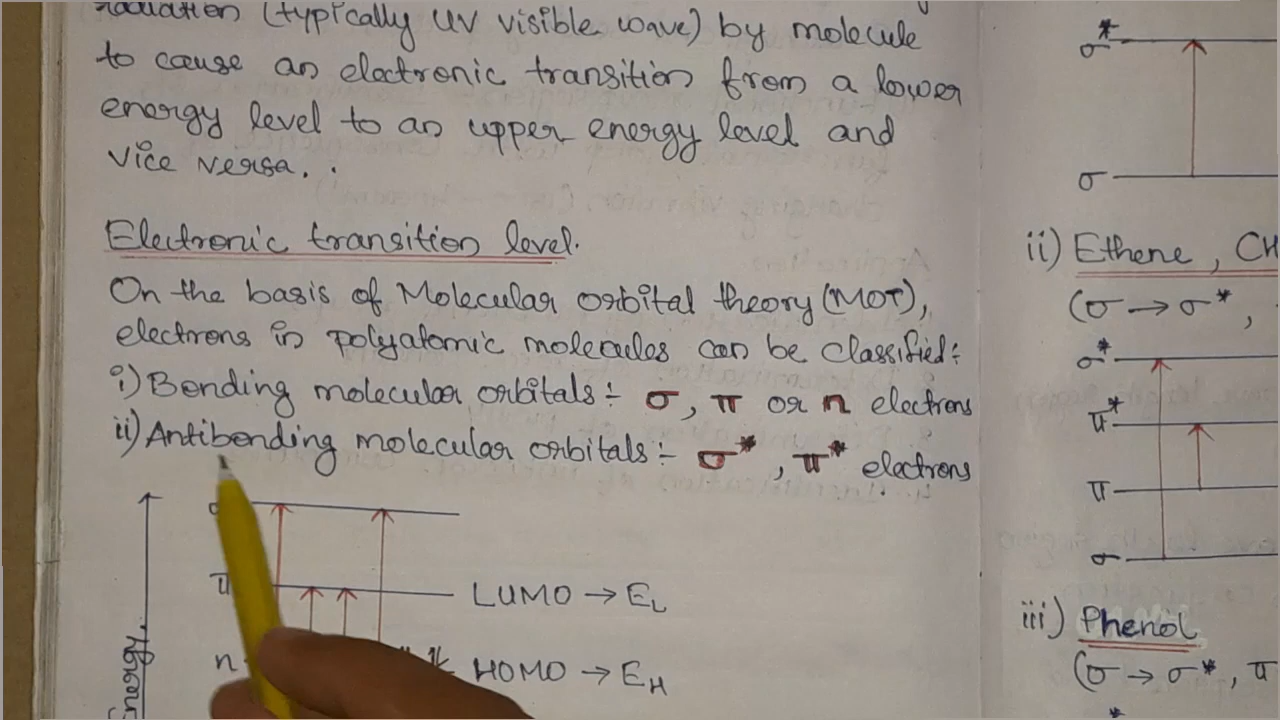 radiation (typically UV visible wave) by molecule
to cause an electronic transition from a lower
energy level to an upper energy level and
vice versa. .
Electronic transition level.
On the basis of Molecular orbital theory (MOT),
electrons in polyatomic molecules can be classified:-
i) Bonding molecular orbitals :- σ, π or n electrons
ii) Antibonding molecular orbitals :- σ*, π* electrons
LUMO → E_L
n HOMO → E_H
Energy.
σ*
σ
ii) Ethene, CH
(σ → σ*,
σ*
π*
π
σ
iii) Phenol
(σ → σ*, π